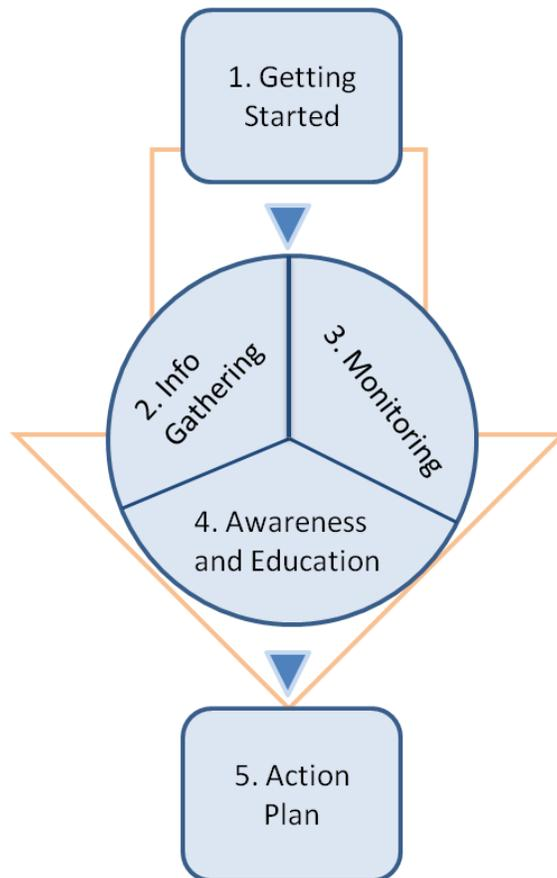 1. Getting
Started
2. Info
Gathering
3. Monitoring
4. Awareness
and Education
5. Action
Plan